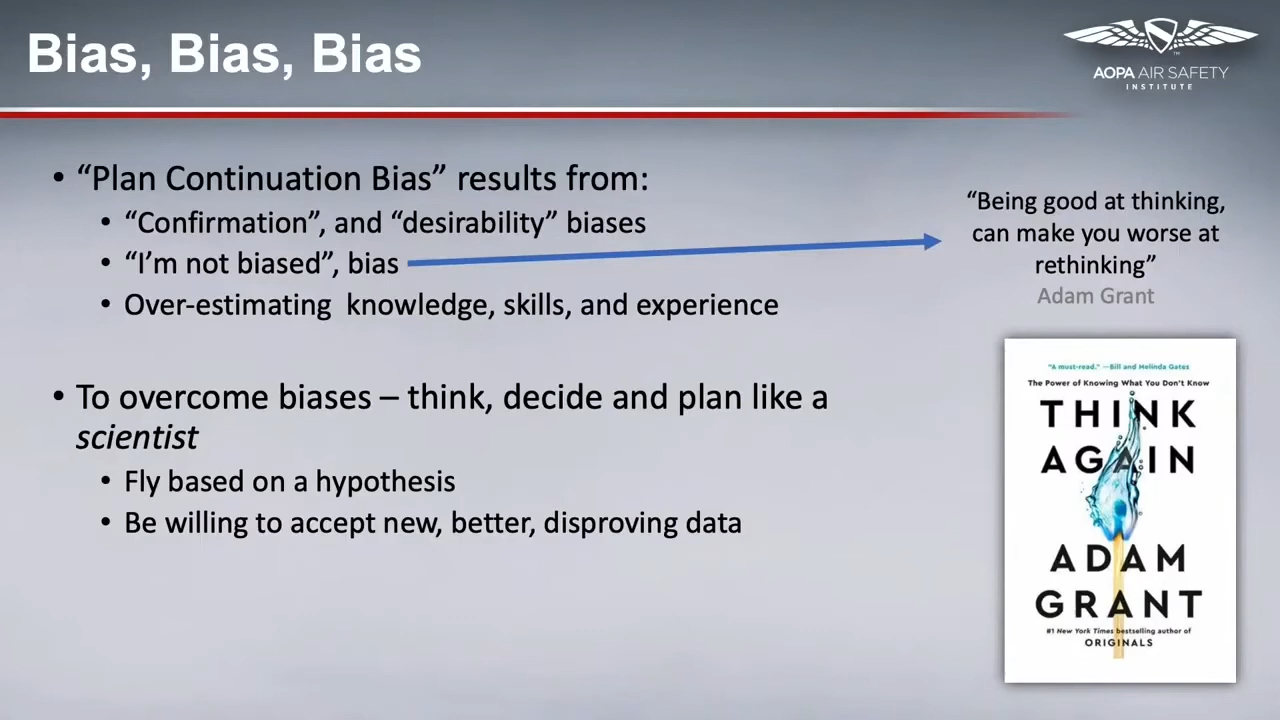 Bias, Bias, Bias
AOPA AIR SAFETY
INSTITUTE
• “Plan Continuation Bias” results from:
• “Confirmation”, and “desirability” biases
• “I’m not biased”, bias
• Over-estimating knowledge, skills, and experience
• To overcome biases – think, decide and plan like a
scientist
• Fly based on a hypothesis
• Be willing to accept new, better, disproving data
“Being good at thinking,
can make you worse at
rethinking”
Adam Grant
"A must-read." —Bill and Melinda Gates
The Power of Knowing What You Don't Know
THINK
AGAIN
ADAM
GRANT
#1 New York Times bestselling author of
ORIGINALS